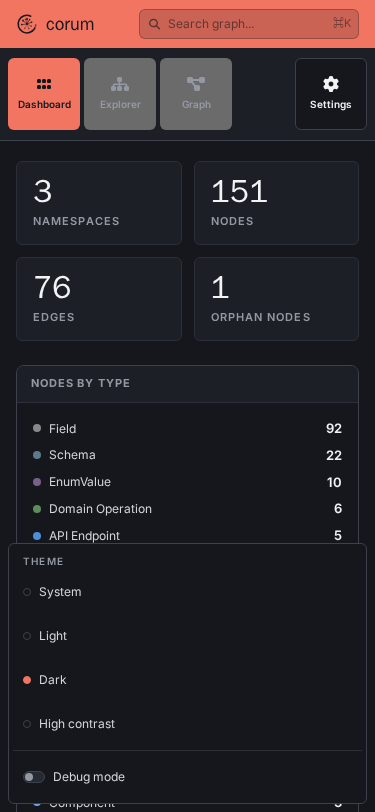 corum
Search graph...
⌘K
Dashboard
Explorer
Graph
Settings
3
NAMESPACES
151
NODES
76
EDGES
1
ORPHAN NODES
NODES BY TYPE
Field 92
Schema 22
EnumValue 10
Domain Operation 6
API Endpoint 5
THEME
System
Light
Dark
High contrast
Debug mode
Component